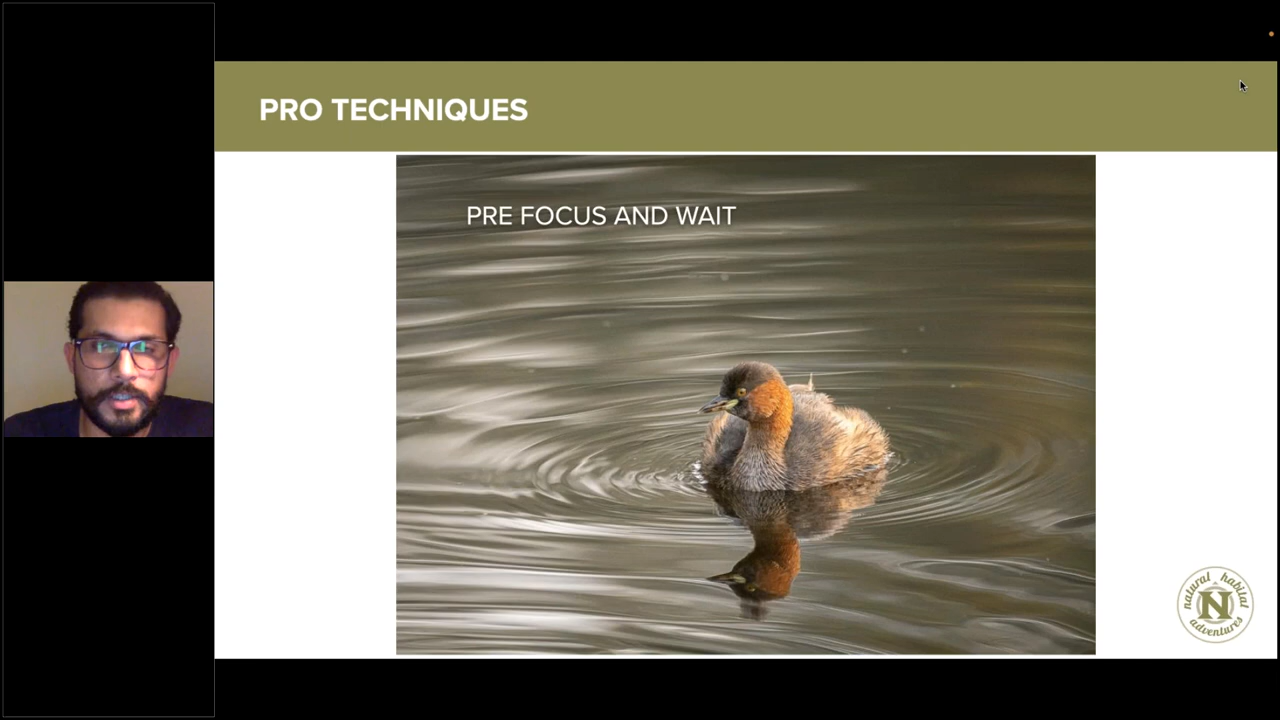 PRO TECHNIQUES
PRE FOCUS AND WAIT
natural habitat
N
adventures